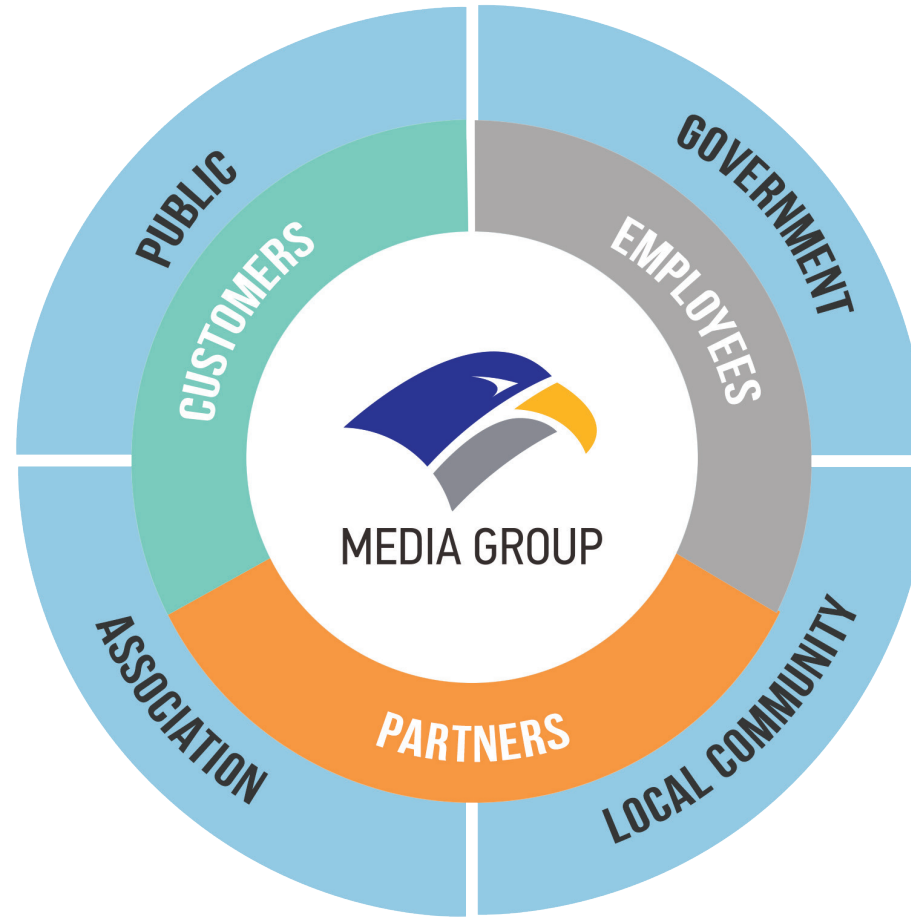 PUBLIC
GOVERNMENT
CUSTOMERS
EMPLOYEES
MEDIA GROUP
PARTNERS
ASSOCIATION
LOCAL COMMUNITY